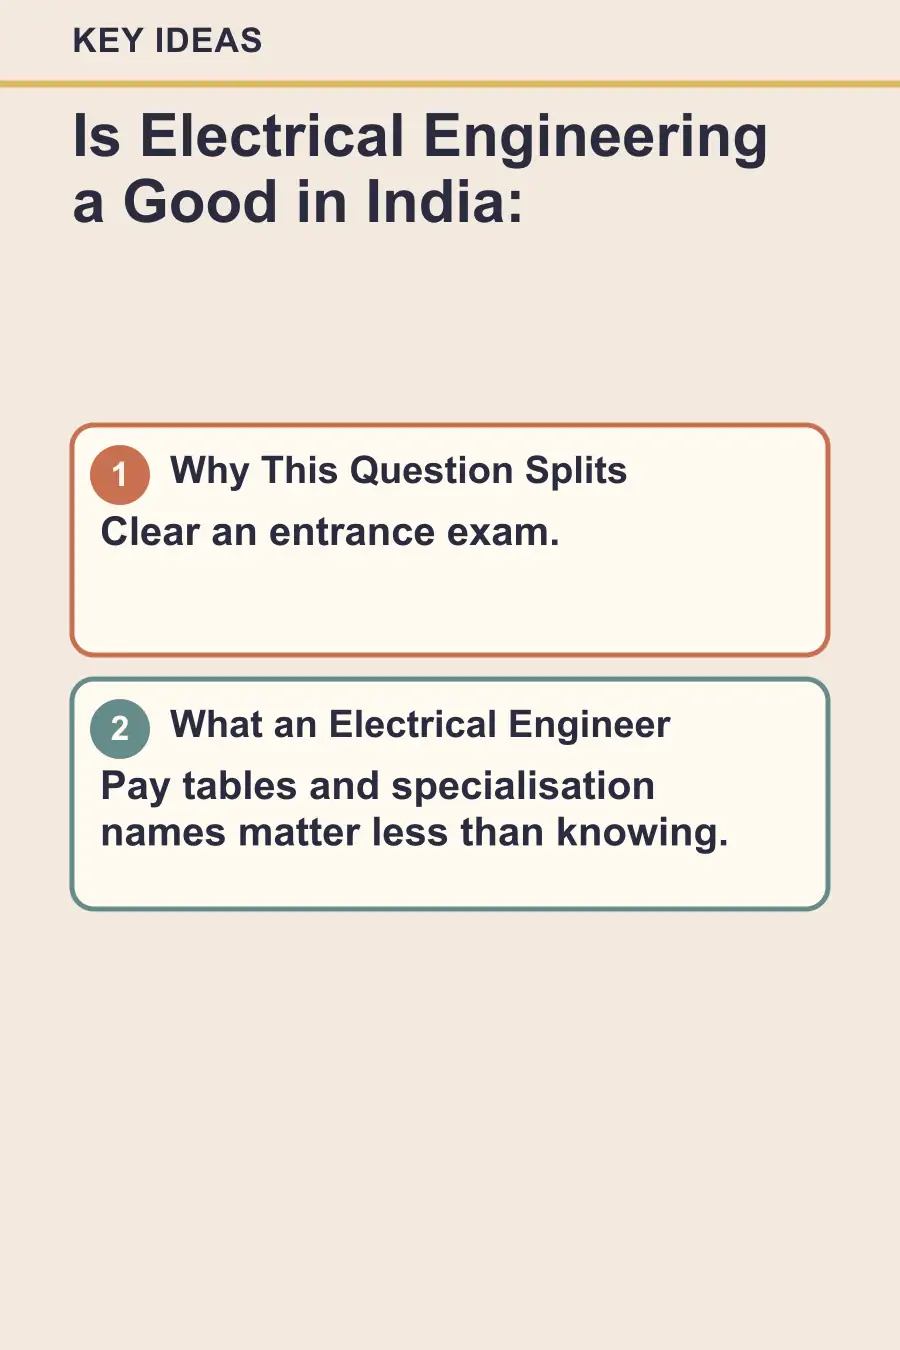 KEY IDEAS
Is Electrical Engineering
a Good in India:
1 Why This Question Splits
Clear an entrance exam.
2 What an Electrical Engineer
Pay tables and specialisation
names matter less than knowing.